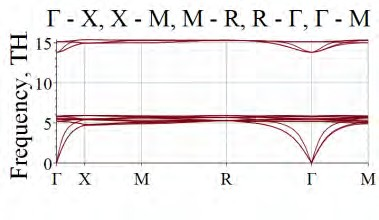 Γ - X, X - M, M - R, R - Γ, Γ - M
Frequency, TH
15
10
5
0
Γ X M R Γ M